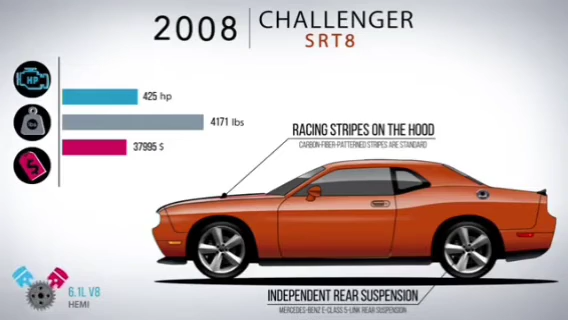 2008 CHALLENGER
SRT8
HP
425 hp
lbs
4171 lbs
$
37995 $
RACING STRIPES ON THE HOOD
CARBON-FIBER-PATTERNED STRIPES ARE STANDARD
6.1L V8
HEMI
INDEPENDENT REAR SUSPENSION
MERCEDES-BENZ E-CLASS 5-LINK REAR SUSPENSION